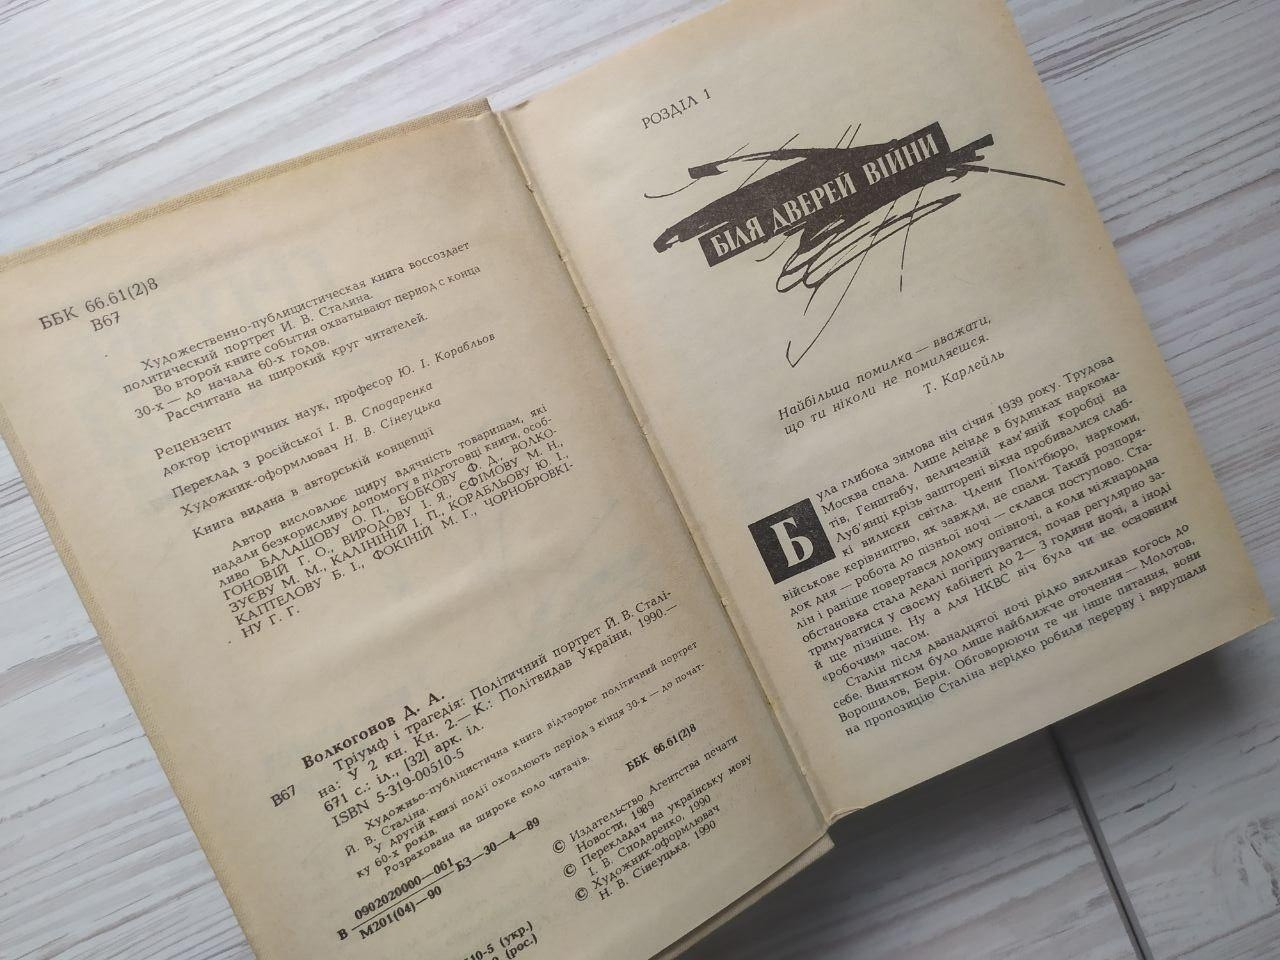 ББК 66.61(2)8
В67
Художественно-публицистическая книга воссоздает
политический портрет И. В. Сталина.
Во второй книге события охватывают период с конца
30-х — до начала 60-х годов.
Рассчитана на широкий круг читателей.
Рецензент
доктор історичних наук, професор Ю. І. Корабльов
Переклад з російської І. В. Сподаренка
Художник-оформлювач Н. В. Сінеуцька
Книга видана в авторській концепції
Автор висловлює щиру вдячність товаришам, які
надали безкорисливу допомогу в підготовці книги, особ-
ливо БАЛАШОВУ О. П., БОБКОВУ Ф. Д., ВОЛКО-
ГОНОВІЙ Г. О., ВИРОДОВУ І. Я., ЄФІМОВУ М. Н.,
ЗУЄВУ М. М., КАЛІНІНІЙ І. П., КОРАБЛЬОВУ Ю. І.,
КАПТЕЛОВУ Б. І., ФОКІНІЙ М. Г., ЧОРНОБРОВКІ-
НУ Г. Г.
Волкогонов Д. А.
В67 Тріумф і трагедія: Політичний портрет Й. В. Сталі-
на: У 2 кн. Кн. 2.— К.: Політвидав України, 1990.—
671 с.: іл., [32] арк. іл.
ISBN 5-319-00510-5
Художньо-публіцистична книга відтворює політичний портрет
Й. В. Сталіна.
У другій книзі події охоплюють період з кінця 30-х — до почат-
ку 60-х років.
Розрахована на широке коло читачів.
В 0902020000—061 БЗ—30—4—89
М201(04)—90
ББК 66.61(2)8
© Издательство Агентства печати
Новости, 1989
© Переклад на українську мову
І. В. Сподаренко, 1990
© Художник-оформлювач
Н. В. Сінеуцька, 1990
10-5 (укр.)
(рос.)
РОЗДІЛ 1
БІЛЯ ДВЕРЕЙ ВІЙНИ
Найбільша помилка — вважати,
що ти ніколи не помиляєшся.
Т. Карлейль
Була глибока зимова ніч січня 1939 року. Трудова
Москва спала. Лише деінде в будинках наркома-
тів, Генштабу, величезній кам'яній коробці на
Луб'янці крізь зашторені вікна пробивалися слаб-
кі вилиски світла. Члени Політбюро, наркоми,
військове керівництво, як завжди, не спали. Такий розпоря-
док дня — робота до пізньої ночі — склався поступово. Ста-
лін і раніше повертався додому опівночі, а коли міжнародна
обстановка стала дедалі погіршуватися, почав регулярно за-
тримуватися у своєму кабінеті до 2— 3 години ночі, а іноді
й ще пізніше. Ну а для НКВС ніч була чи не основним
«робочим» часом.
Сталін після дванадцятої ночі рідко викликав когось до
себе. Винятком було лише найближче оточення — Молотов,
Ворошилов, Берія. Обговорюючи те чи інше питання, вони
на пропозицію Сталіна нерідко робили перерву і вирушали